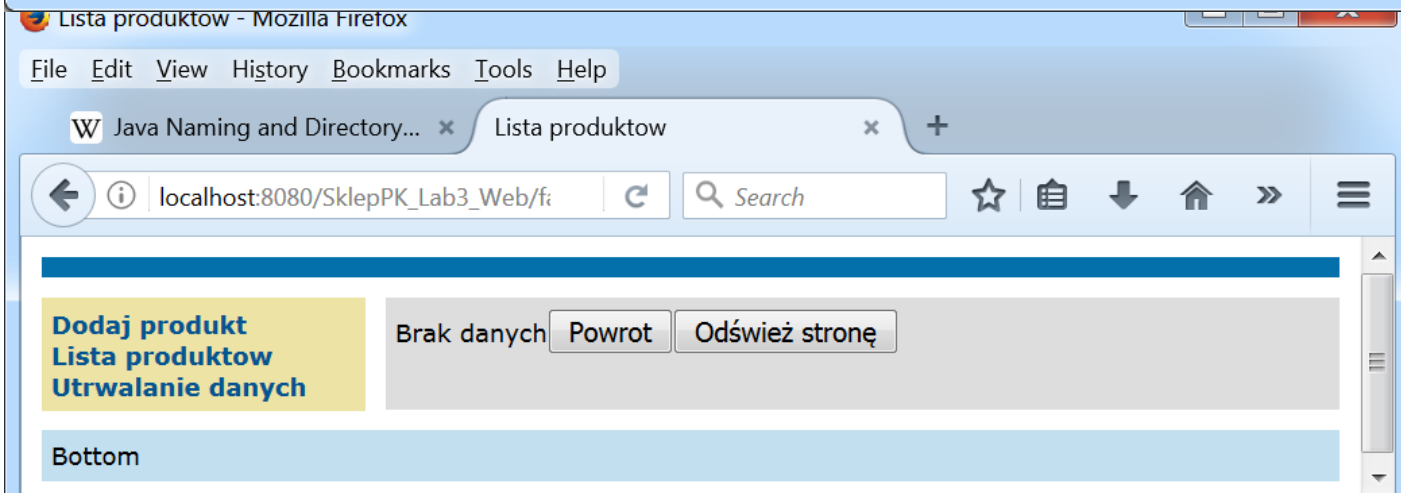 Lista produktow - Mozilla Firefox
File Edit View History Bookmarks Tools Help
W Java Naming and Directory... × Lista produktow × +
localhost:8080/SklepPK_Lab3_Web/fa Search
Dodaj produkt
Lista produktow
Utrwalanie danych
Brak danych Powrot Odśwież stronę
Bottom